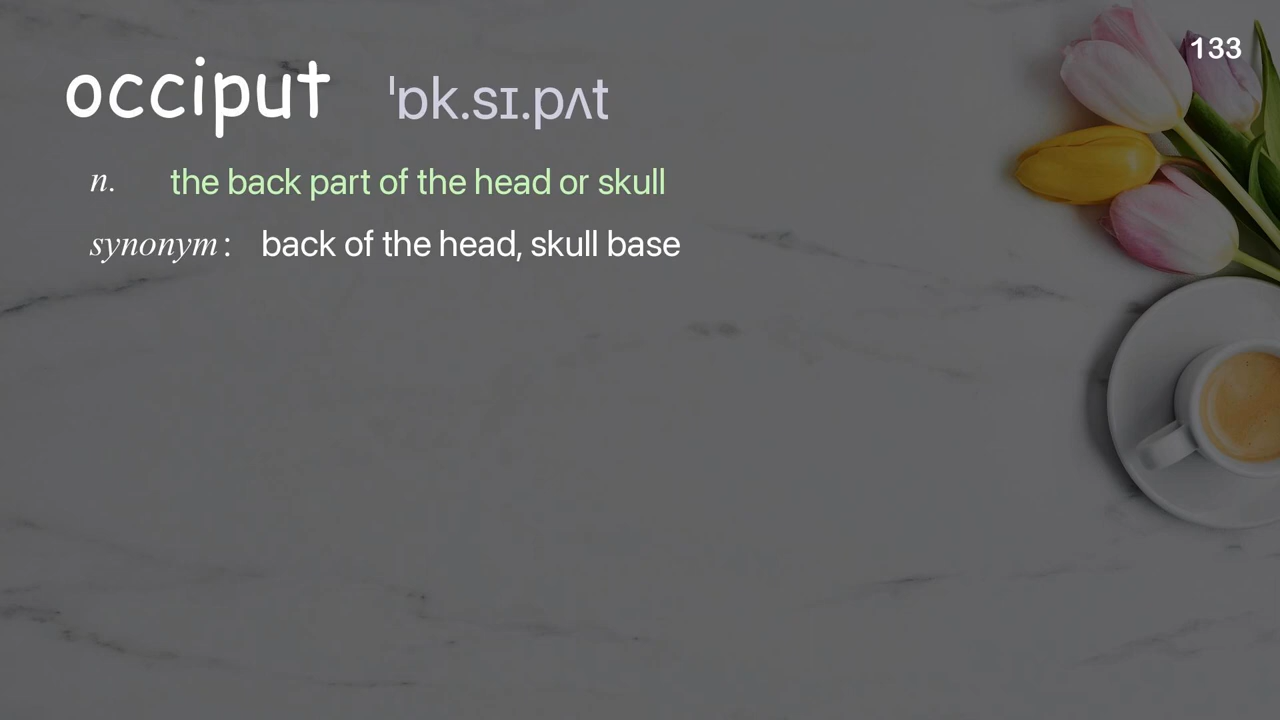 133
occiput ˈɒk.sɪ.pʌt
n. the back part of the head or skull
synonym: back of the head, skull base